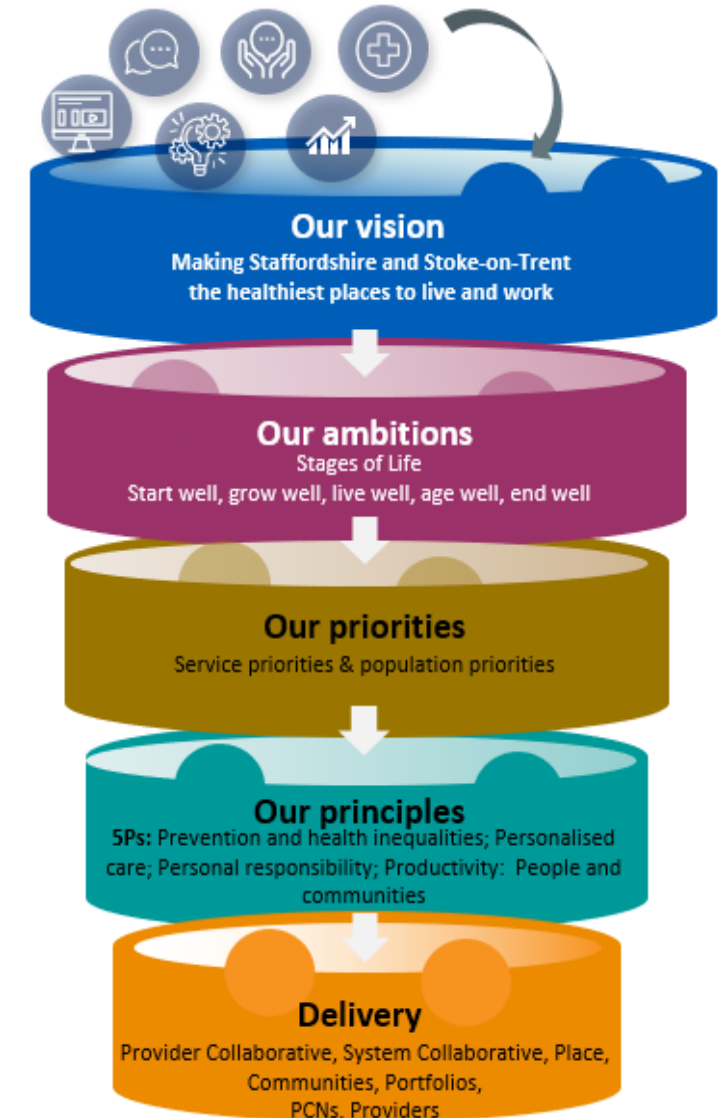 Our vision
Making Staffordshire and Stoke-on-Trent
the healthiest places to live and work
Our ambitions
Stages of Life
Start well, grow well, live well, age well, end well
Our priorities
Service priorities & population priorities
Our principles
5Ps: Prevention and health inequalities; Personalised
care; Personal responsibility; Productivity: People and
communities
Delivery
Provider Collaborative, System Collaborative, Place,
Communities, Portfolios,
PCNs, Providers